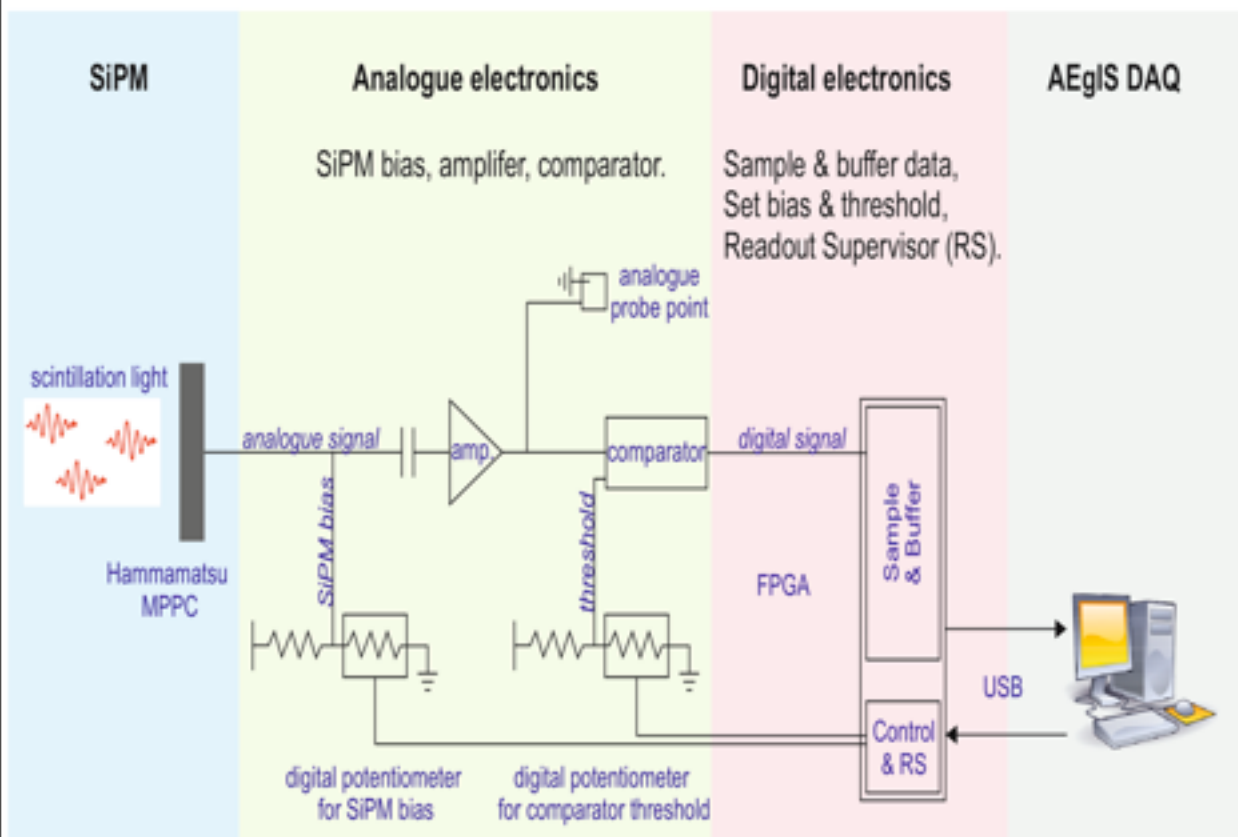 SiPM
Analogue electronics
Digital electronics
AEgIS DAQ
SiPM bias, amplifer, comparator.
Sample & buffer data,
Set bias & threshold,
Readout Supervisor (RS).
analogue
probe point
scintillation light
analogue signal
amp.
comparator
digital signal
SiPM bias
threshold
Sample
& Buffer
Hammamatsu
MPPC
FPGA
USB
Control
& RS
digital potentiometer
for SiPM bias
digital potentiometer
for comparator threshold